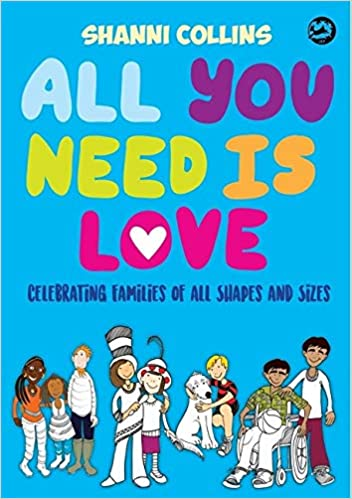 SHANNI COLLINS
ALL YOU
NEED IS
LOVE
CELEBRATING FAMILIES OF ALL SHAPES AND SIZES